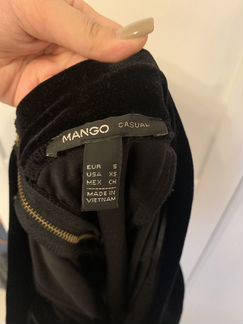 MANGO CASUAL
EUR S
USA XS
MEX CH
MADE IN
VIETNAM